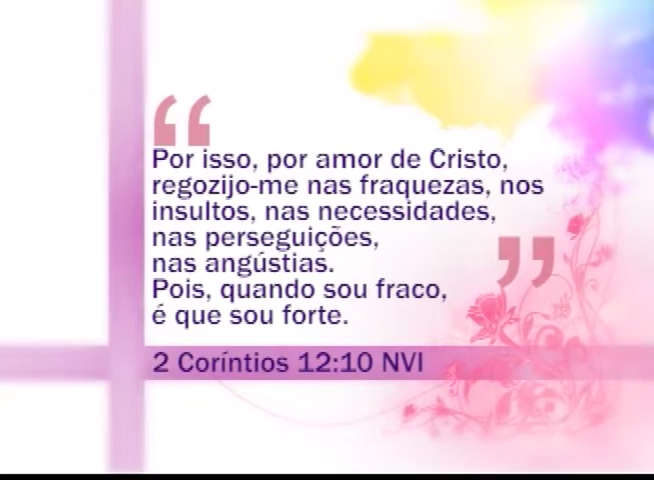 “
Por isso, por amor de Cristo,
regozijo-me nas fraquezas, nos
insultos, nas necessidades,
nas perseguições,
nas angústias.
Pois, quando sou fraco,
é que sou forte.
”
2 Coríntios 12:10 NVI